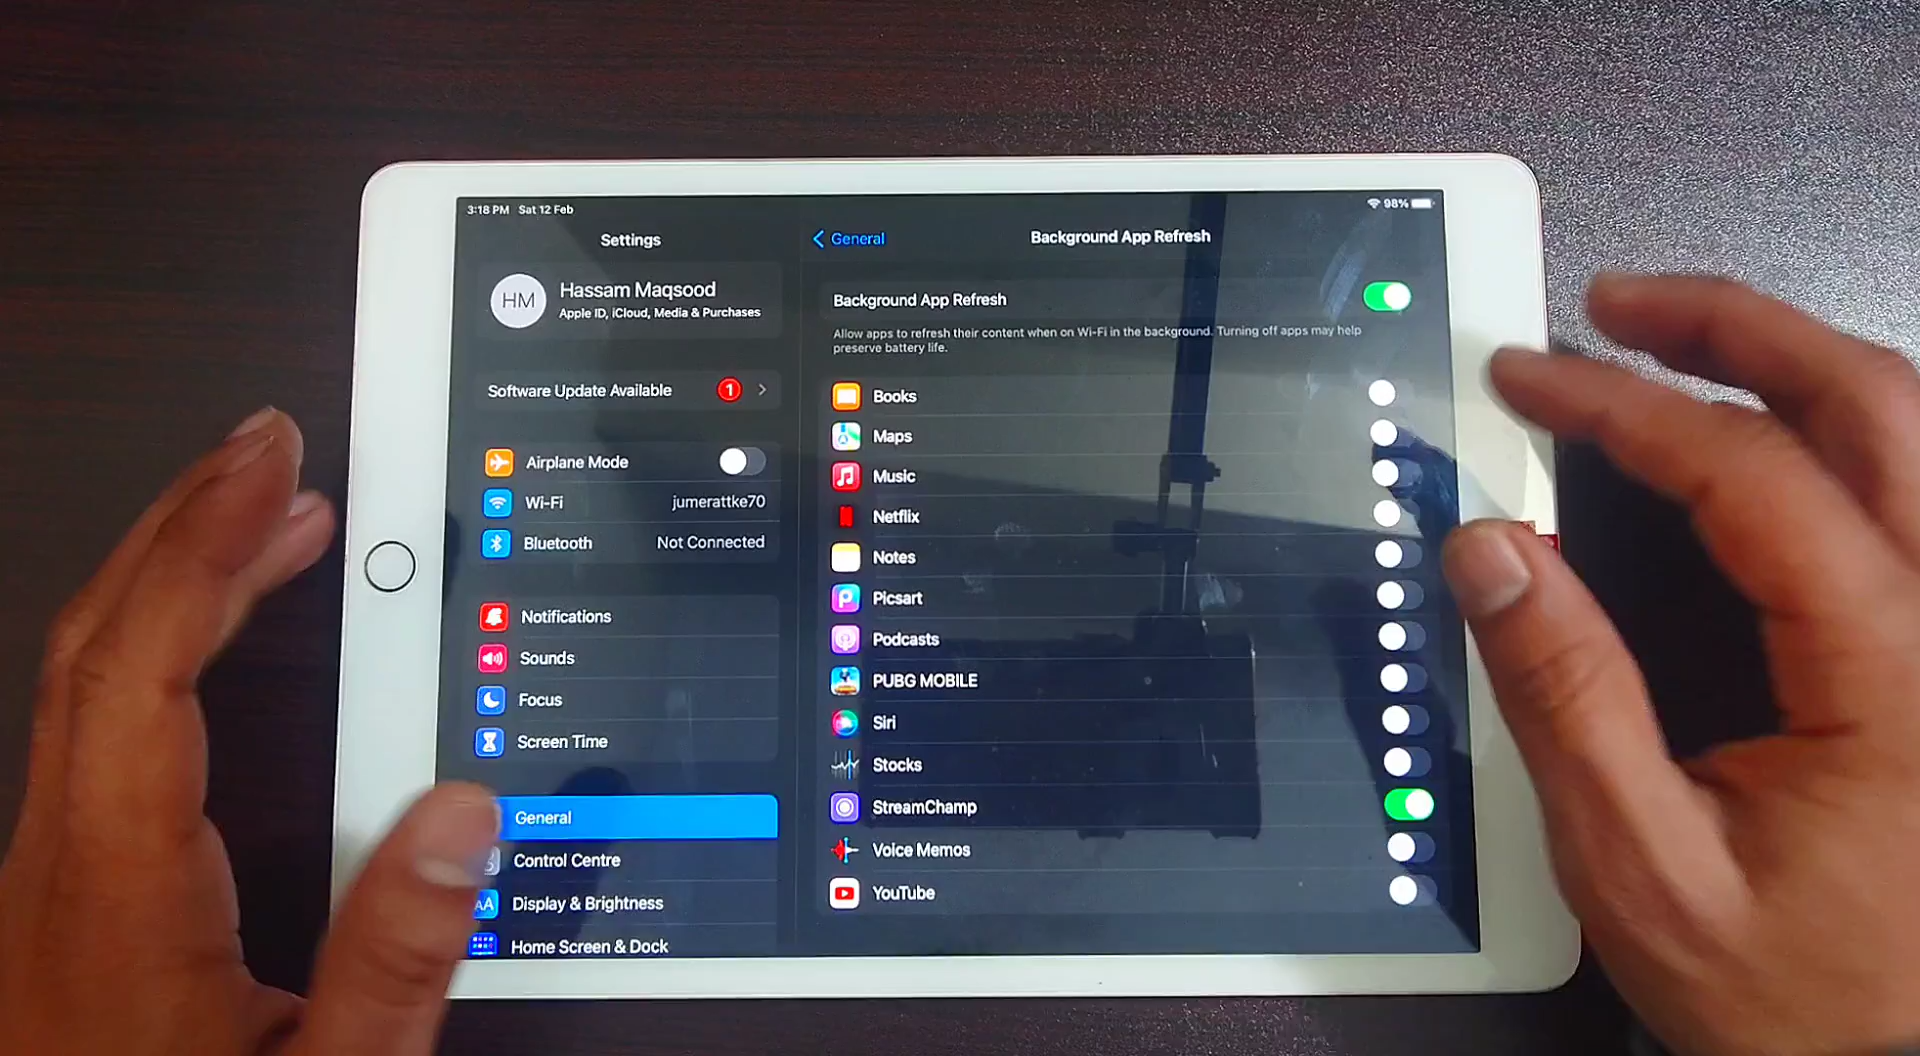 3:18 PM Sat 12 Feb
98%
Settings
HM
Hassam Maqsood
Apple ID, iCloud, Media & Purchases
Software Update Available 1
Airplane Mode
Wi-Fi jumerattke70
Bluetooth Not Connected
Notifications
Sounds
Focus
Screen Time
General
Control Centre
AA Display & Brightness
Home Screen & Dock
General
Background App Refresh
Background App Refresh
Allow apps to refresh their content when on Wi-Fi in the background. Turning off apps may help
preserve battery life.
Books
Maps
Music
Netflix
Notes
Picsart
Podcasts
PUBG MOBILE
Siri
Stocks
StreamChamp
Voice Memos
YouTube